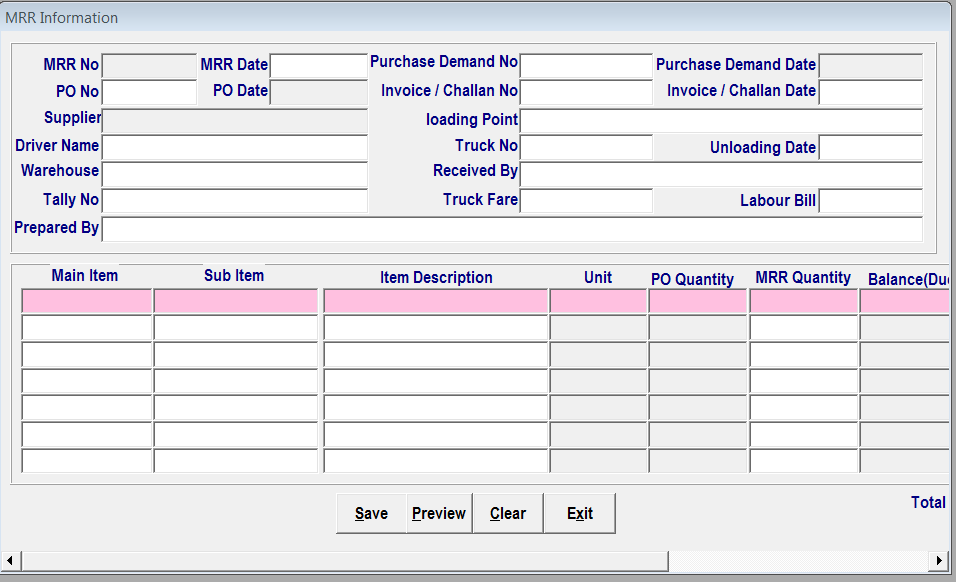 MRR Information
MRR No MRR Date Purchase Demand No Purchase Demand Date
PO No PO Date Invoice / Challan No Invoice / Challan Date
Supplier loading Point
Driver Name Truck No Unloading Date
Warehouse Received By
Tally No Truck Fare Labour Bill
Prepared By
Main Item Sub Item Item Description Unit PO Quantity MRR Quantity Balance(Du
Save Preview Clear Exit
Total